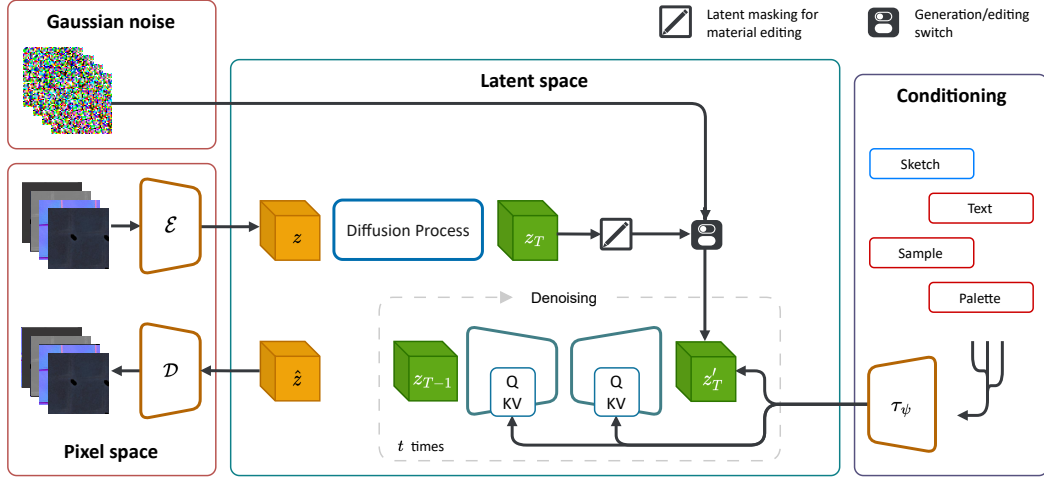 Gaussian noise
Latent masking for
material editing
Generation/editing
switch
Latent space
Conditioning
Sketch
Text
Sample
Palette
τ_ψ
ℰ
z
Diffusion Process
z_T
Denoising
𝒟
ẑ
z_{T−1}
Q
KV
Q
KV
z′_T
t times
Pixel space